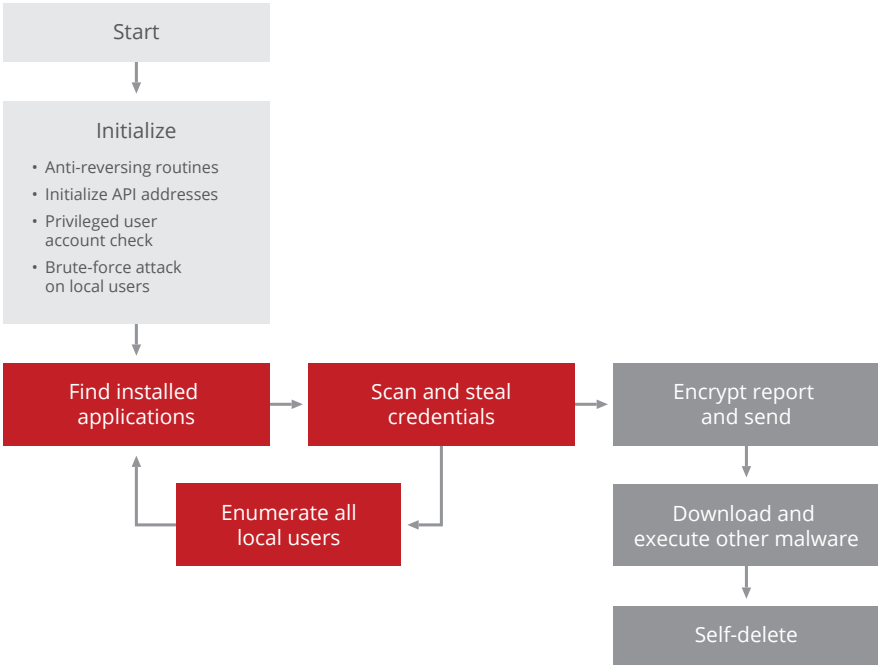 Start
Initialize
• Anti-reversing routines
• Initialize API addresses
• Privileged user
account check
• Brute-force attack
on local users
Find installed
applications
Scan and steal
credentials
Encrypt report
and send
Enumerate all
local users
Download and
execute other malware
Self-delete